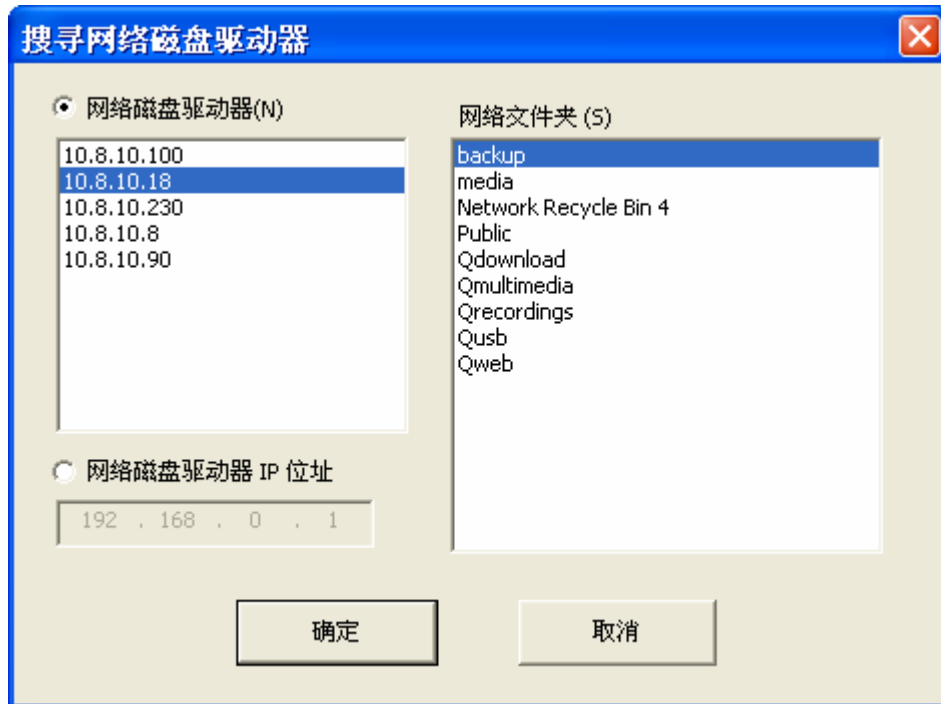 搜寻网络磁盘驱动器
网络磁盘驱动器(N)
10.8.10.100
10.8.10.18
10.8.10.230
10.8.10.8
10.8.10.90
网络磁盘驱动器 IP 位址
192 . 168 . 0 . 1
网络文件夹 (S)
backup
media
Network Recycle Bin 4
Public
Qdownload
Qmultimedia
Qrecordings
Qusb
Qweb
确定
取消